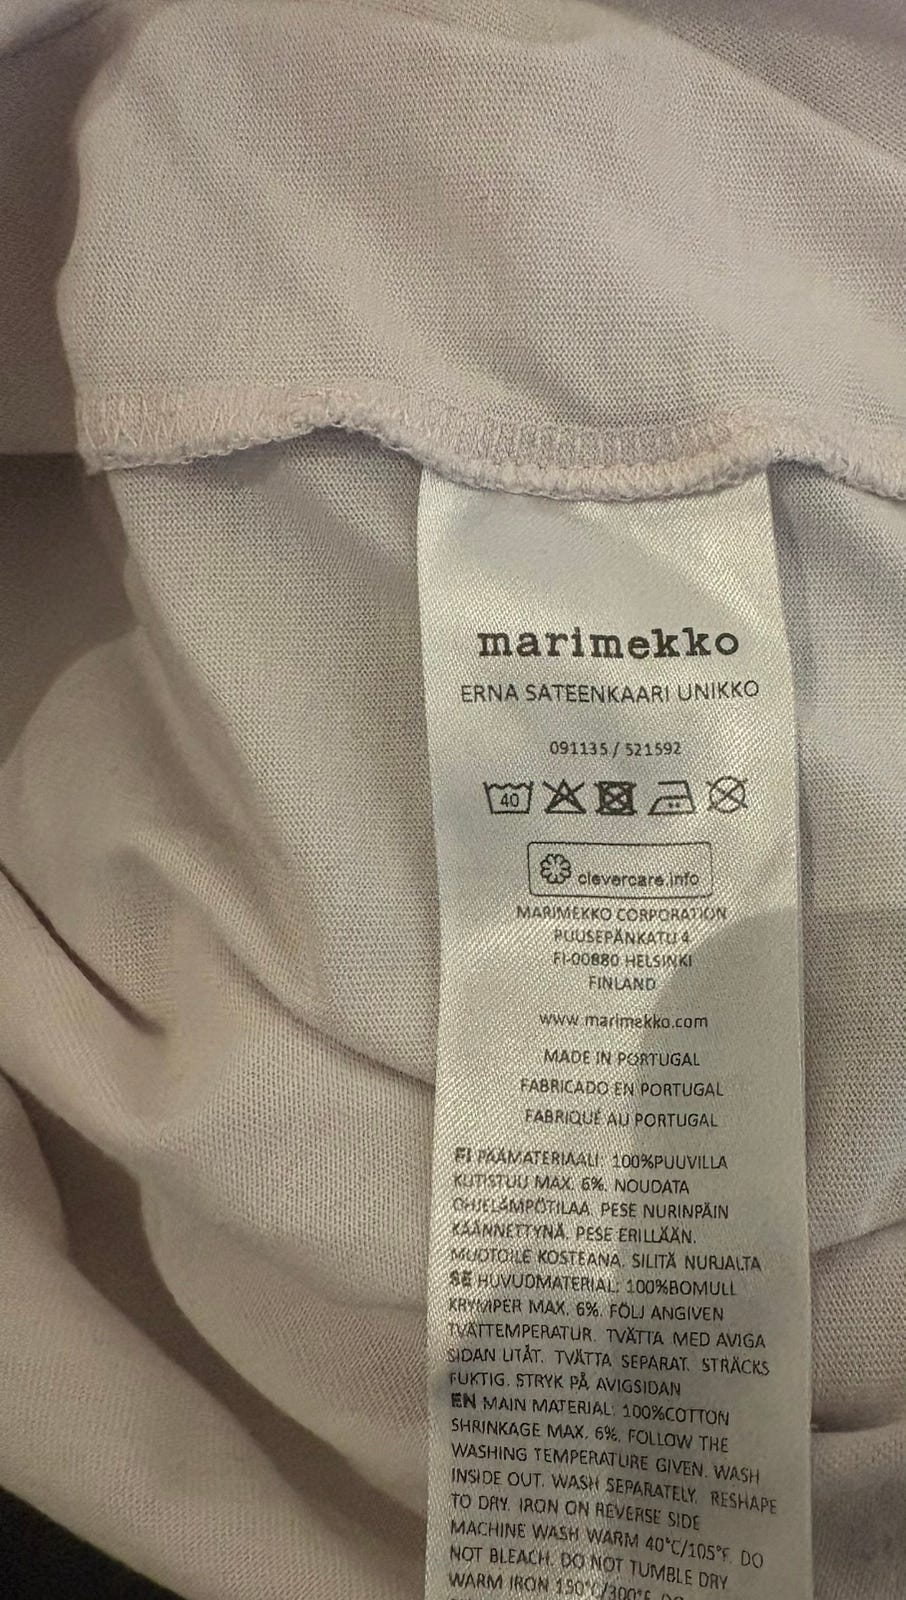 marimekko
ERNA SATEENKAARI UNIKKO
091135 / 521592
40
clevercare.info
MARIMEKKO CORPORATION
PUUSEPÄNKATU 4
FI-00880 HELSINKI
FINLAND
www.marimekko.com
MADE IN PORTUGAL
FABRICADO EN PORTUGAL
FABRIQUÉ AU PORTUGAL
FI PÄÄMATERIAALI: 100%PUUVILLA
KUTISTUU MAX. 6%. NOUDATA
OHJELÄMPÖTILAA. PESE NURINPÄIN
KÄÄNNETTYNÄ. PESE ERILLÄÄN.
MUOTOILE KOSTEANA. SILITÄ NURJALTA
SE HUVUDMATERIAL: 100%BOMULL
KRYMPER MAX. 6%. FÖLJ ANGIVEN
TVÄTTEMPERATUR. TVÄTTA MED AVIGA
SIDAN UTÅT. TVÄTTA SEPARAT. STRÄCKS
FUKTIG. STRYK PÅ AVIGSIDAN
EN MAIN MATERIAL: 100%COTTON
SHRINKAGE MAX. 6%. FOLLOW THE
WASHING TEMPERATURE GIVEN. WASH
INSIDE OUT. WASH SEPARATELY. RESHAPE
TO DRY. IRON ON REVERSE SIDE
MACHINE WASH WARM 40°C/105°F. DO
NOT BLEACH. DO NOT TUMBLE DRY.
WARM IRON 150°C/300°F. DO